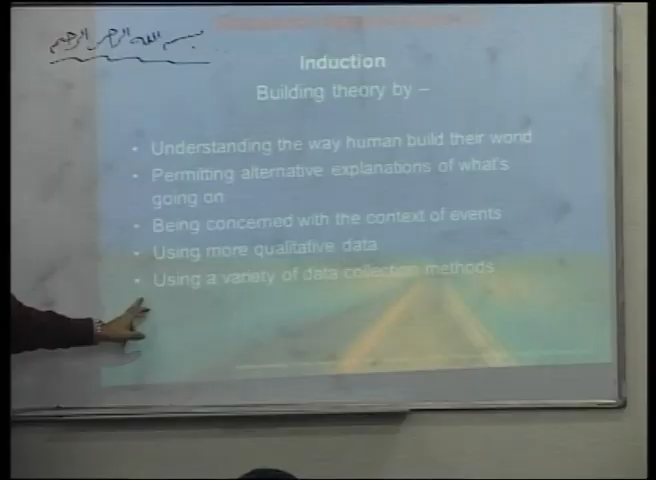 بسم الله الرحمن الرحيم
Induction
Building theory by –
• Understanding the way human build their world
• Permitting alternative explanations of what's
going on
• Being concerned with the context of events
• Using more qualitative data
• Using a variety of data collection methods